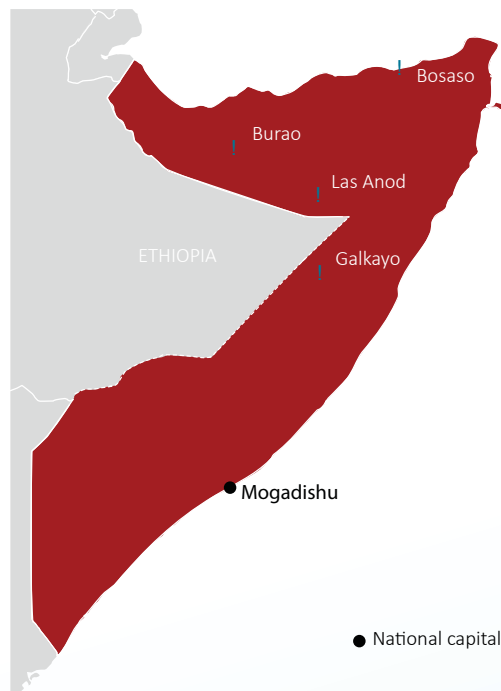 Bosaso
!
Burao
!
Las Anod
!
ETHIOPIA
Galkayo
!
Mogadishu
National capital